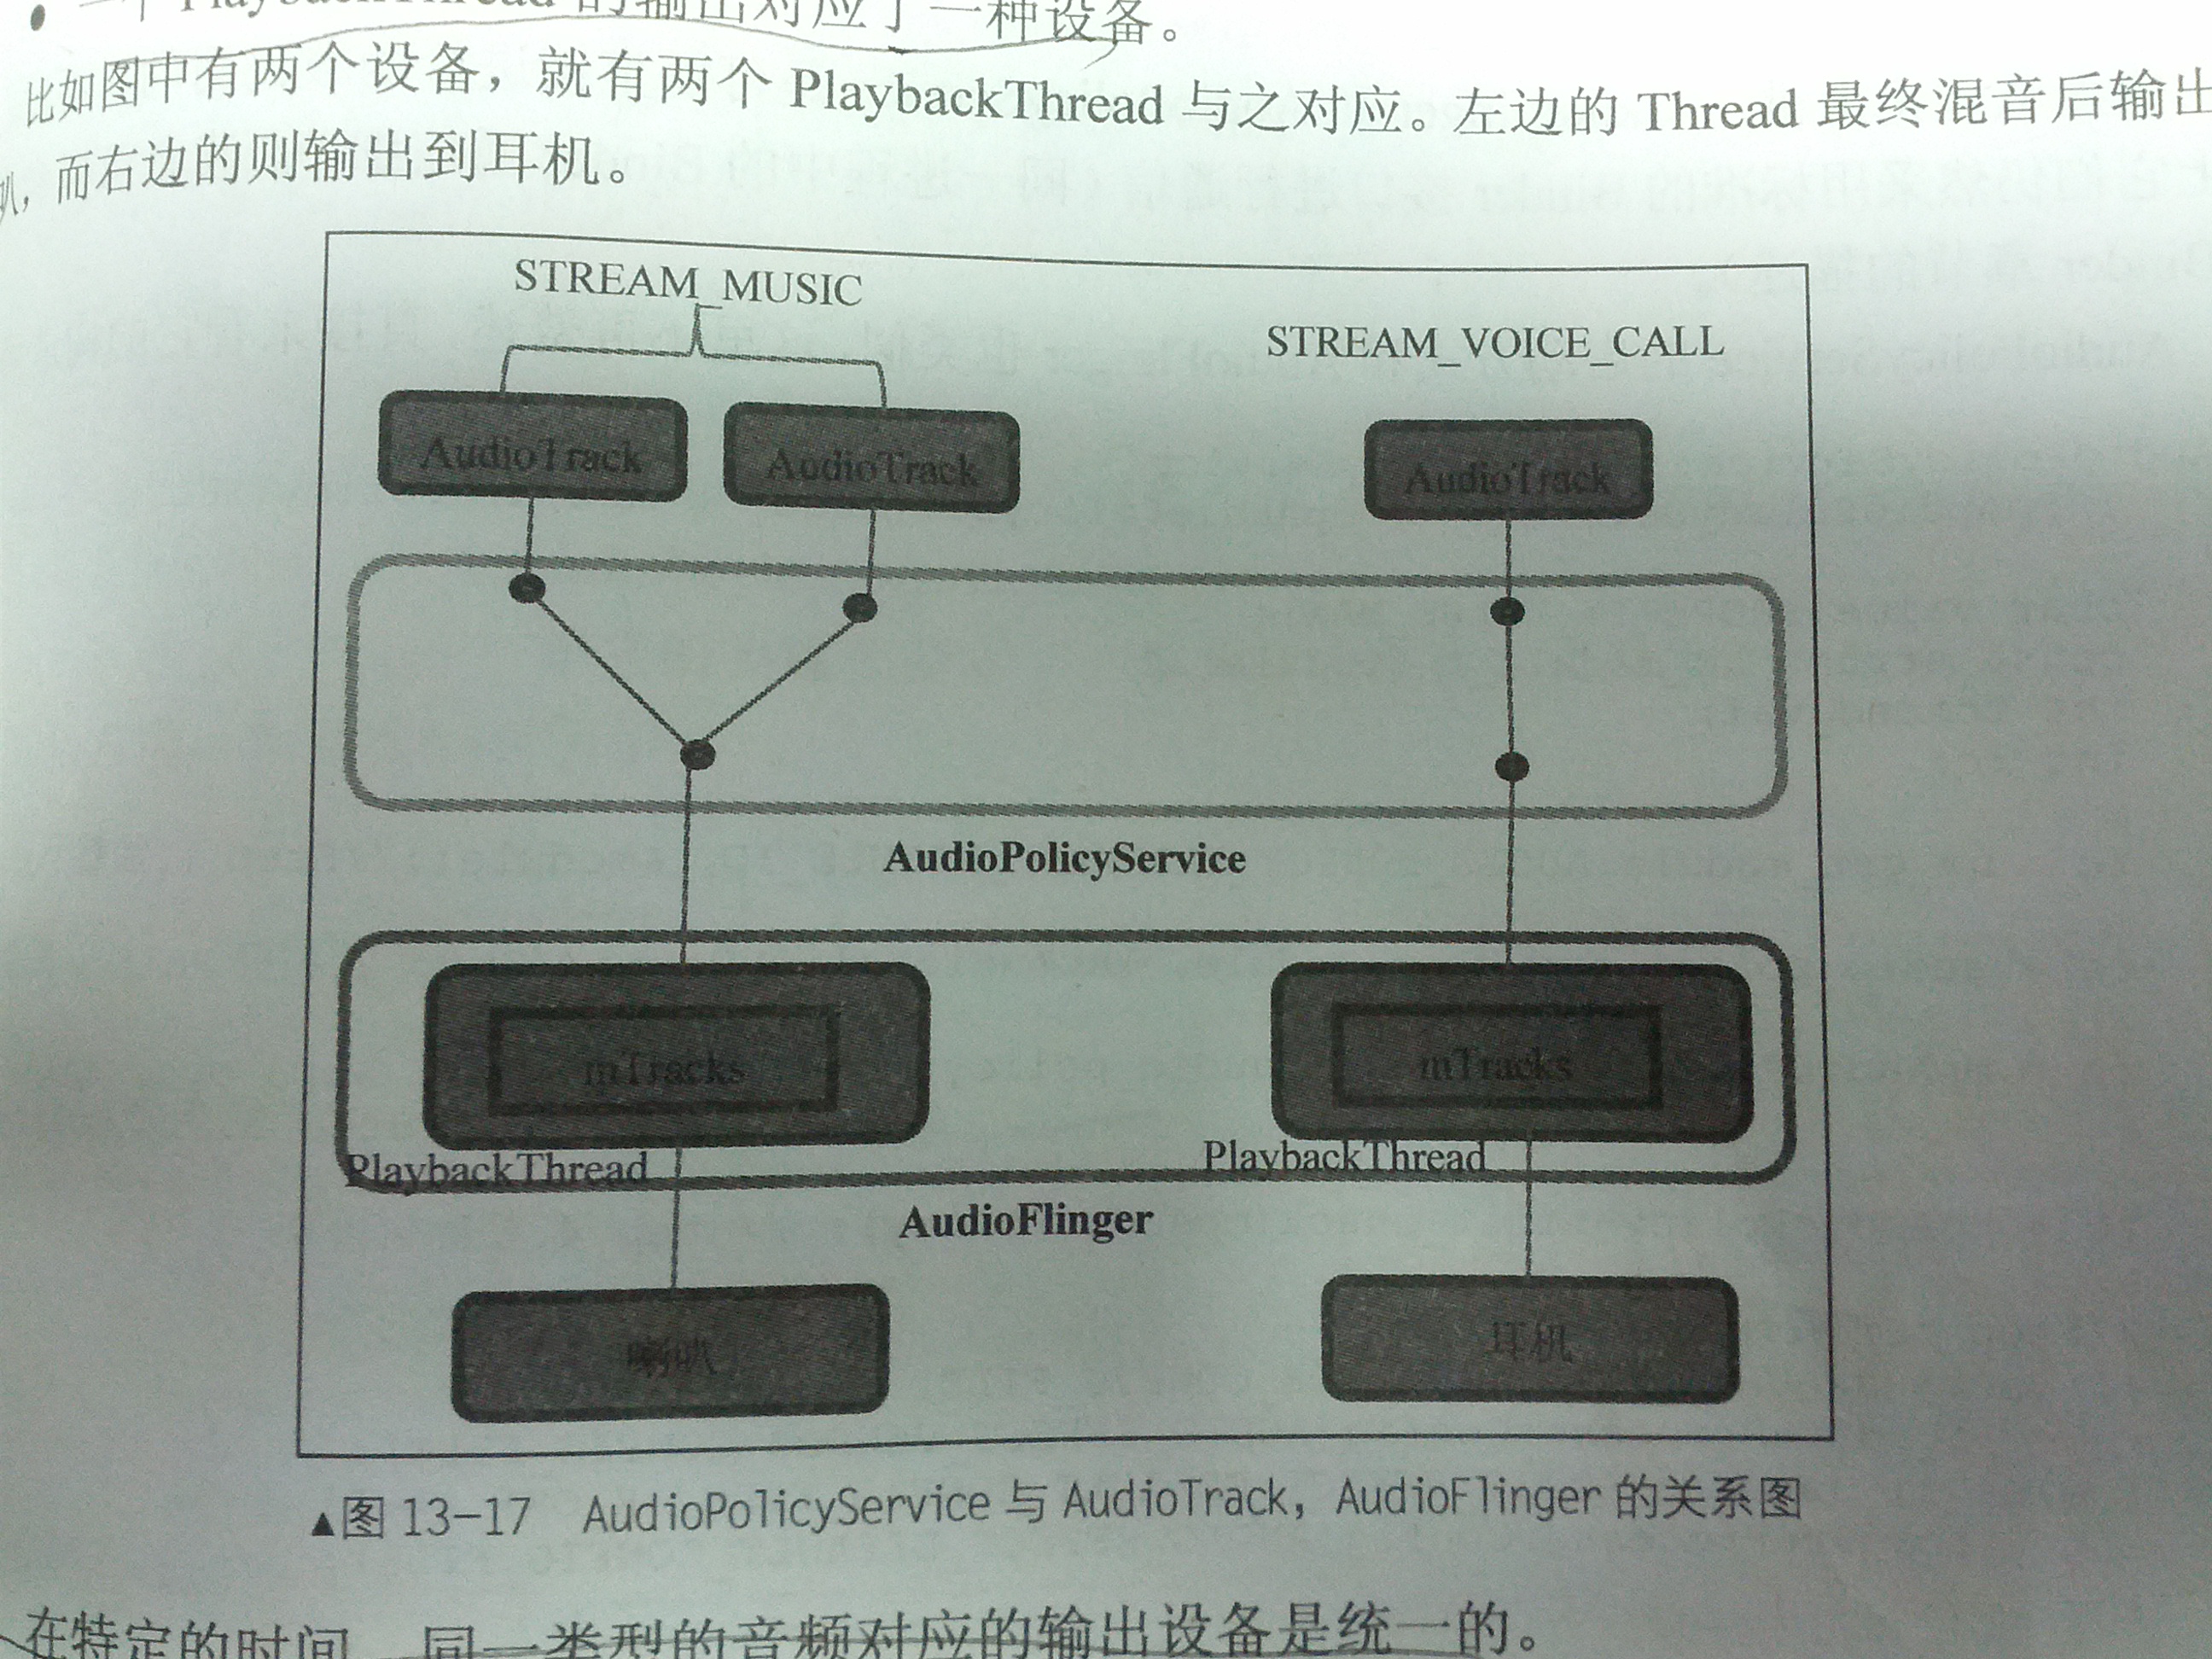 一个 PlaybackThread 的输出对应了一种设备。
比如图中有两个设备，就有两个 PlaybackThread 与之对应。左边的 Thread 最终混音后输出
叭，而右边的则输出到耳机。
STREAM_MUSIC
STREAM_VOICE_CALL
AudioTrack AudioTrack AudioTrack
AudioPolicyService
mTracks mTracks
PlaybackThread PlaybackThread
AudioFlinger
喇叭 耳机
▲图 13-17 AudioPolicyService 与 AudioTrack，AudioFlinger 的关系图
在特定的时间，同一类型的音频对应的输出设备是统一的。